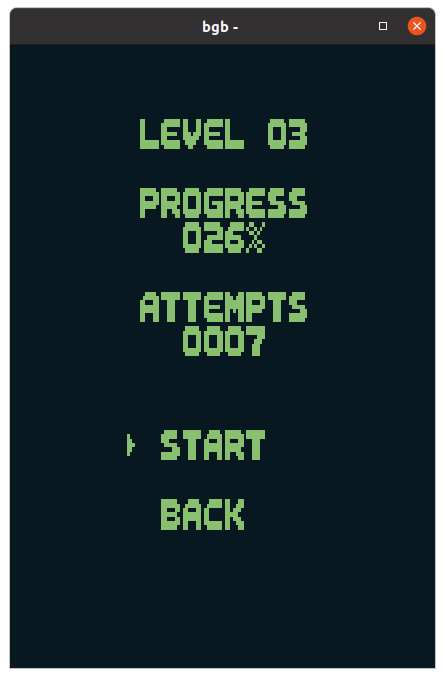 bgb -
LEVEL 03
PROGRESS
026%
ATTEMPTS
0007
START
BACK